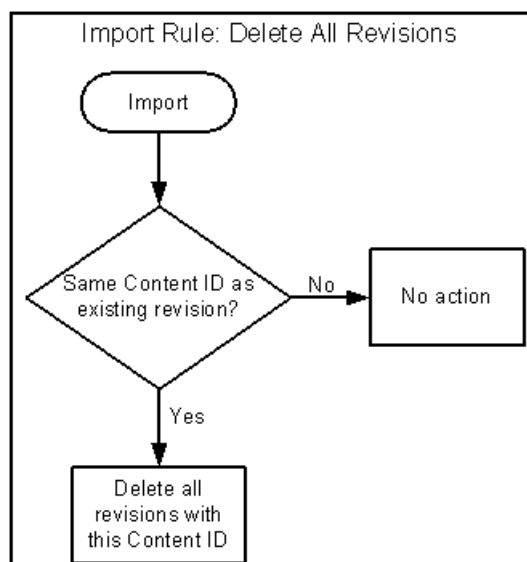 Import Rule: Delete All Revisions
Import
Same Content ID as
existing revision?
No
No action
Yes
Delete all
revisions with
this Content ID